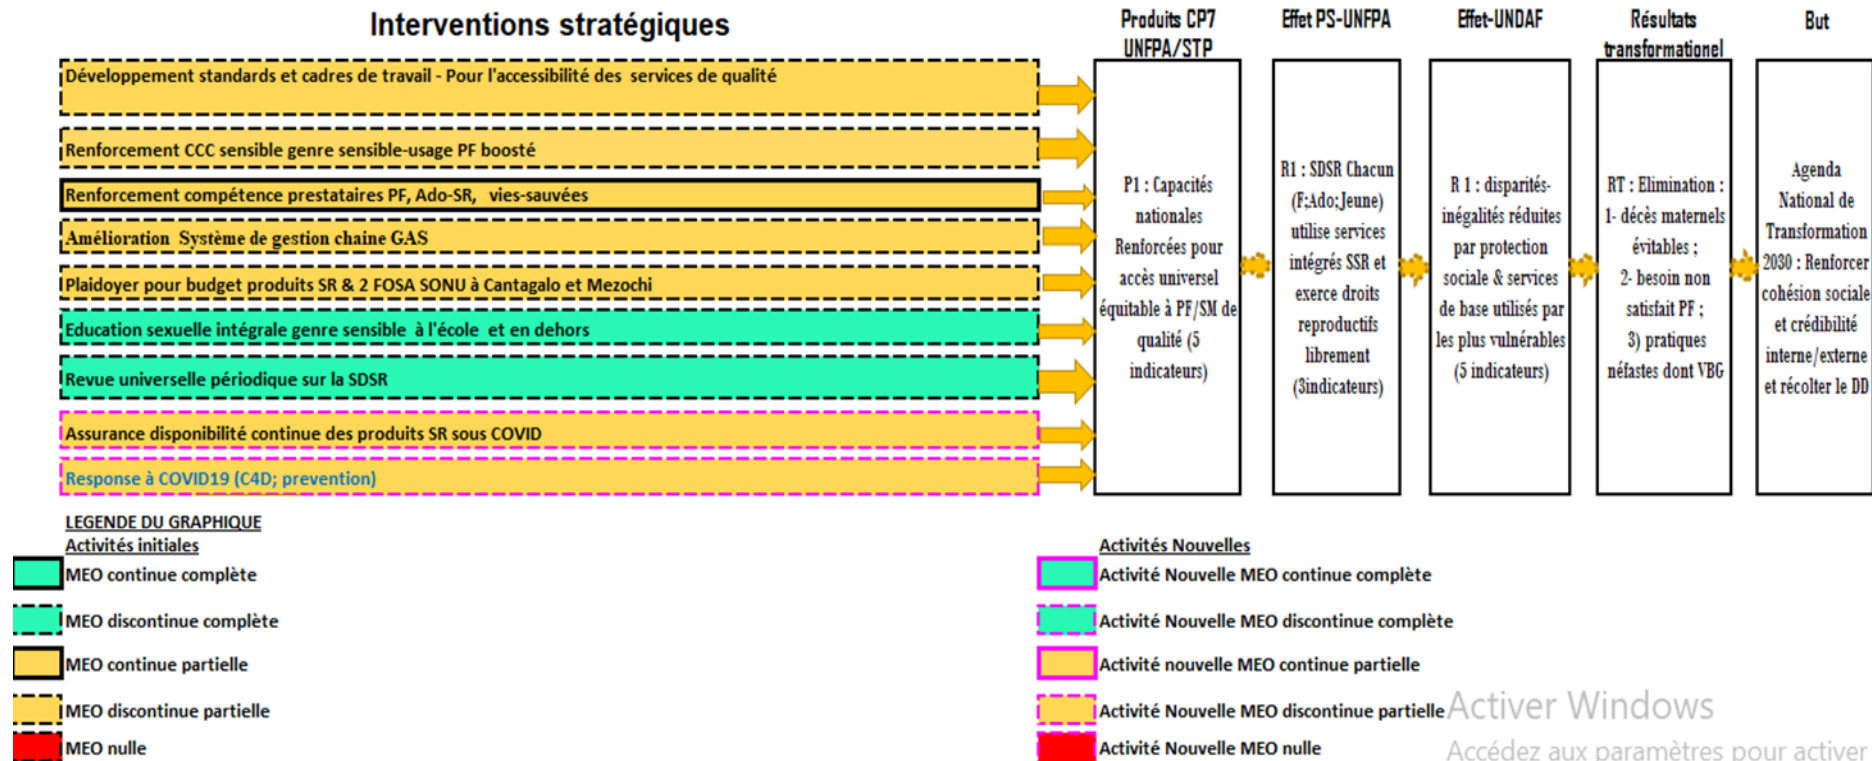 Interventions stratégiques
Produits CP7
UNFPA/STP
Effet PS-UNFPA
Effet-UNDAF
Résultats
transformationel
But
Développement standards et cadres de travail - Pour l'accessibilité des services de qualité
Renforcement CCC sensible genre sensible-usage PF boosté
Renforcement compétence prestataires PF, Ado-SR, vies-sauvées
Amélioration Système de gestion chaine GAS
Plaidoyer pour budget produits SR & 2 FOSA SONU à Cantagalo et Mezochi
Education sexuelle intégrale genre sensible à l'école et en dehors
Revue universelle périodique sur la SDSR
Assurance disponibilité continue des produits SR sous COVID
Response à COVID19 (C4D; prevention)
P1 : Capacités
nationales
Renforcées pour
accès universel
équitable à PF/SM de
qualité (5
indicateurs)
R1 : SDSR Chacun
(F;Ado;Jeune)
utilise services
intégrés SSR et
exerce droits
reproductifs
librement
(3indicateurs)
R 1 : disparités-
inégalités réduites
par protection
sociale & services
de base utilisés par
les plus vulnérables
(5 indicateurs)
RT : Elimination :
1- décès maternels
évitables ;
2- besoin non
satisfait PF ;
3) pratiques
néfastes dont VBG
Agenda
National de
Transformation
2030 : Renforcer
cohésion sociale
et crédibilité
interne/externe
et récolter le DD
LEGENDE DU GRAPHIQUE
Activités initiales
MEO continue complète
MEO discontinue complète
MEO continue partielle
MEO discontinue partielle
MEO nulle
Activités Nouvelles
Activité Nouvelle MEO continue complète
Activité Nouvelle MEO discontinue complète
Activité nouvelle MEO continue partielle
Activité Nouvelle MEO discontinue partielle
Activité Nouvelle MEO nulle
Activer Windows
Accédez aux paramètres pour activer